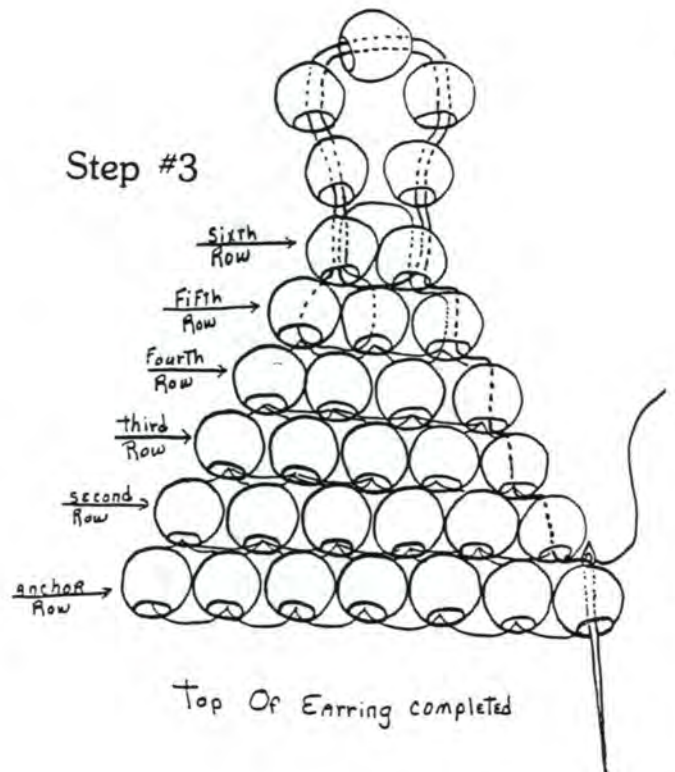 Step #3
Sixth
Row
Fifth
Row
Fourth
Row
third
Row
second
Row
anchor
Row
Top Of Earring completed